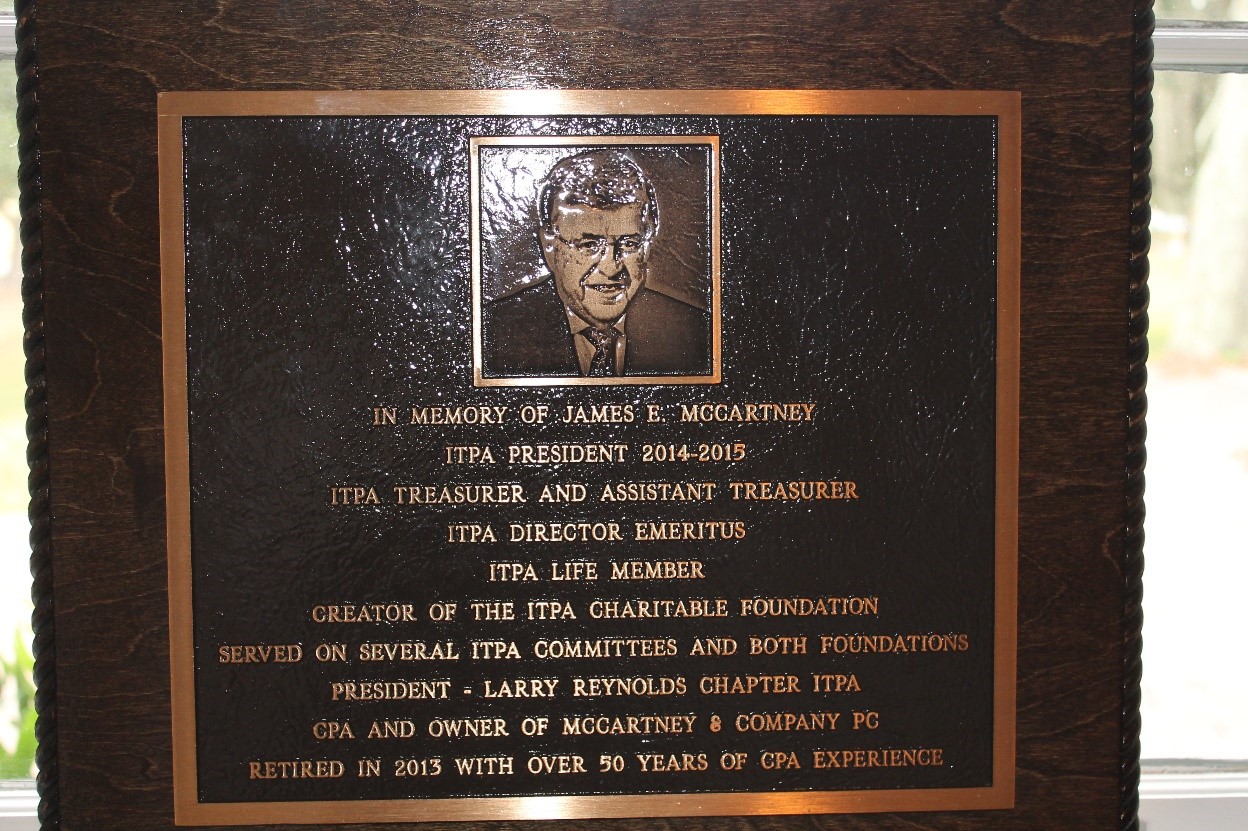 IN MEMORY OF JAMES E. MCCARTNEY
ITPA PRESIDENT 2014-2015
ITPA TREASURER AND ASSISTANT TREASURER
ITPA DIRECTOR EMERITUS
ITPA LIFE MEMBER
CREATOR OF THE ITPA CHARITABLE FOUNDATION
SERVED ON SEVERAL ITPA COMMITTEES AND BOTH FOUNDATIONS
PRESIDENT - LARRY REYNOLDS CHAPTER ITPA
CPA AND OWNER OF MCCARTNEY & COMPANY PC
RETIRED IN 2013 WITH OVER 50 YEARS OF CPA EXPERIENCE